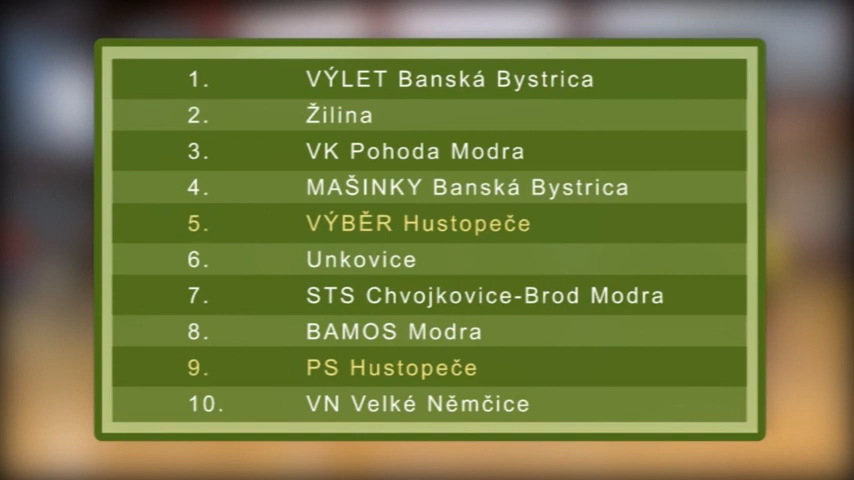 1. VÝLET Banská Bystrica
2. Žilina
3. VK Pohoda Modra
4. MAŠINKY Banská Bystrica
5. VÝBĚR Hustopeče
6. Unkovice
7. STS Chvojkovice-Brod Modra
8. BAMOS Modra
9. PS Hustopeče
10. VN Velké Němčice